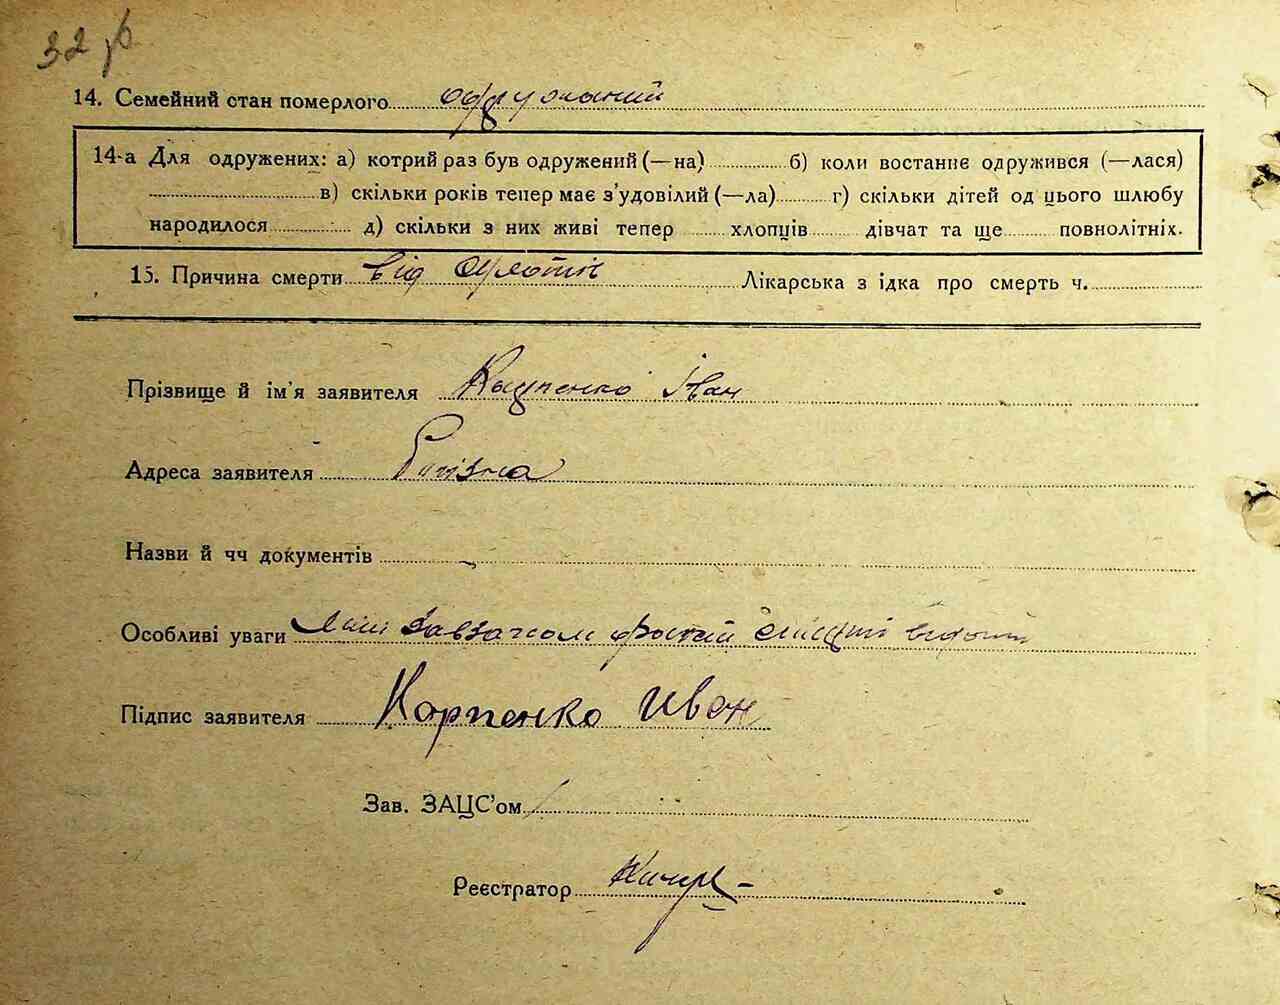 32 р
14. Семейний стан померлого одружений
14-а Для одружених: а) котрий раз був одружений (—на) б) коли востаннє одружився (—лася)
в) скільки років тепер має з'удовілий (—ла) г) скільки дітей од цього шлюбу
народилося д) скільки з них живі тепер хлопців дівчат та ще повнолітніх.
15. Причина смерти від Лікарська з ідка про смерть ч.
Прізвище й ім'я заявителя Іван
Адреса заявителя
Назви й чч документів
Особливі уваги
Підпис заявителя Карпенко Иван
Зав. ЗАЦС'ом
Реєстратор